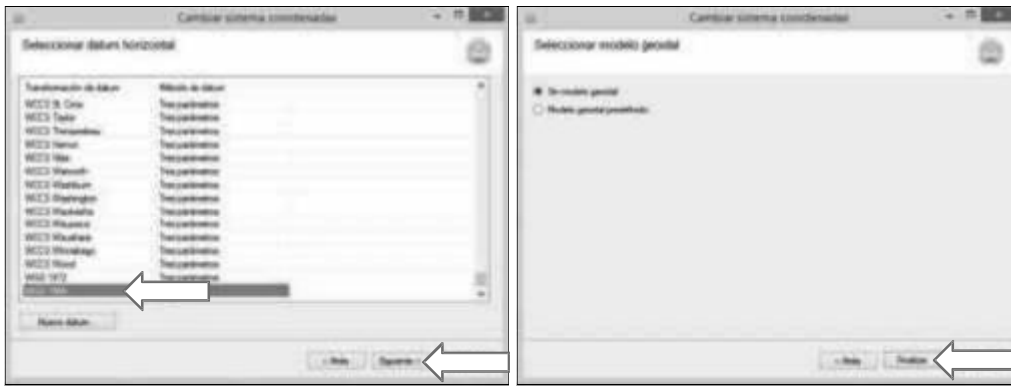 Cambiar sistema coordenadas
Seleccionar datum horizontal
Transformación de datum Método de datum
WCCS St. Croix Tres parámetros
WCCS Taylor Tres parámetros
WCCS Trempealeau Tres parámetros
WCCS Vernon Tres parámetros
WCCS Vilas Tres parámetros
WCCS Walworth Tres parámetros
WCCS Washburn Tres parámetros
WCCS Washington Tres parámetros
WCCS Waukesha Tres parámetros
WCCS Waupaca Tres parámetros
WCCS Waushara Tres parámetros
WCCS Winnebago Tres parámetros
WCCS Wood Tres parámetros
WGS 1972 Tres parámetros
WGS 1984
Nuevo datum...
< Atrás
Siguiente >
Cambiar sistema coordenadas
Seleccionar modelo geoidal
Sin modelo geoidal
Modelo geoidal predefinido
< Atrás
Finalizar